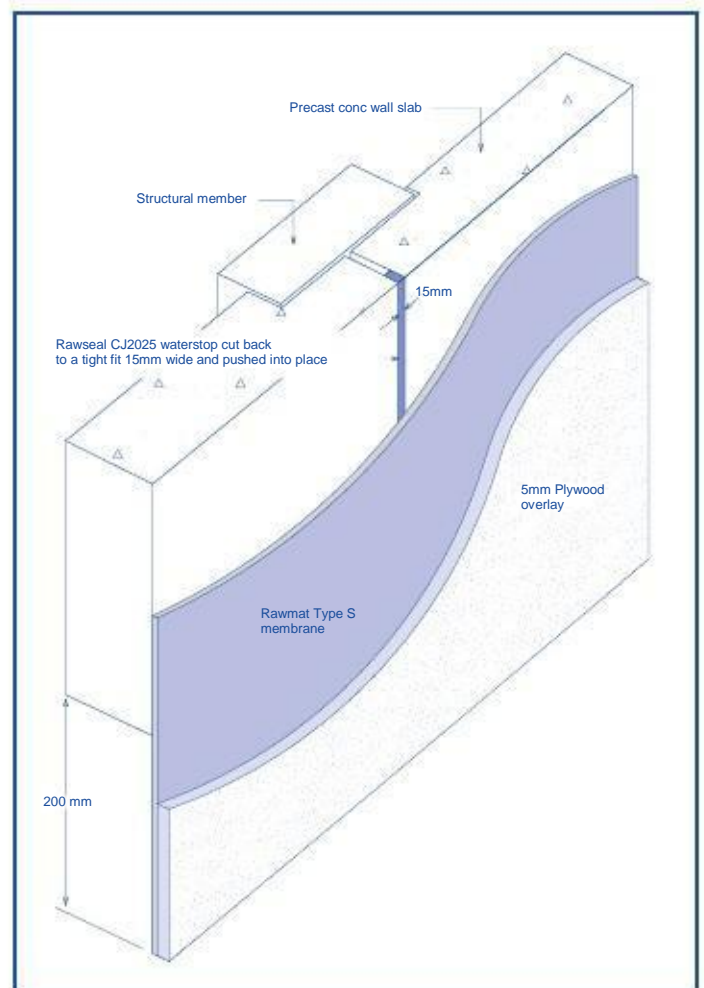 Precast conc wall slab
Structural member
15mm
Rawseal CJ2025 waterstop cut back
to a tight fit 15mm wide and pushed into place
5mm Plywood
overlay
Rawmat Type S
membrane
200 mm